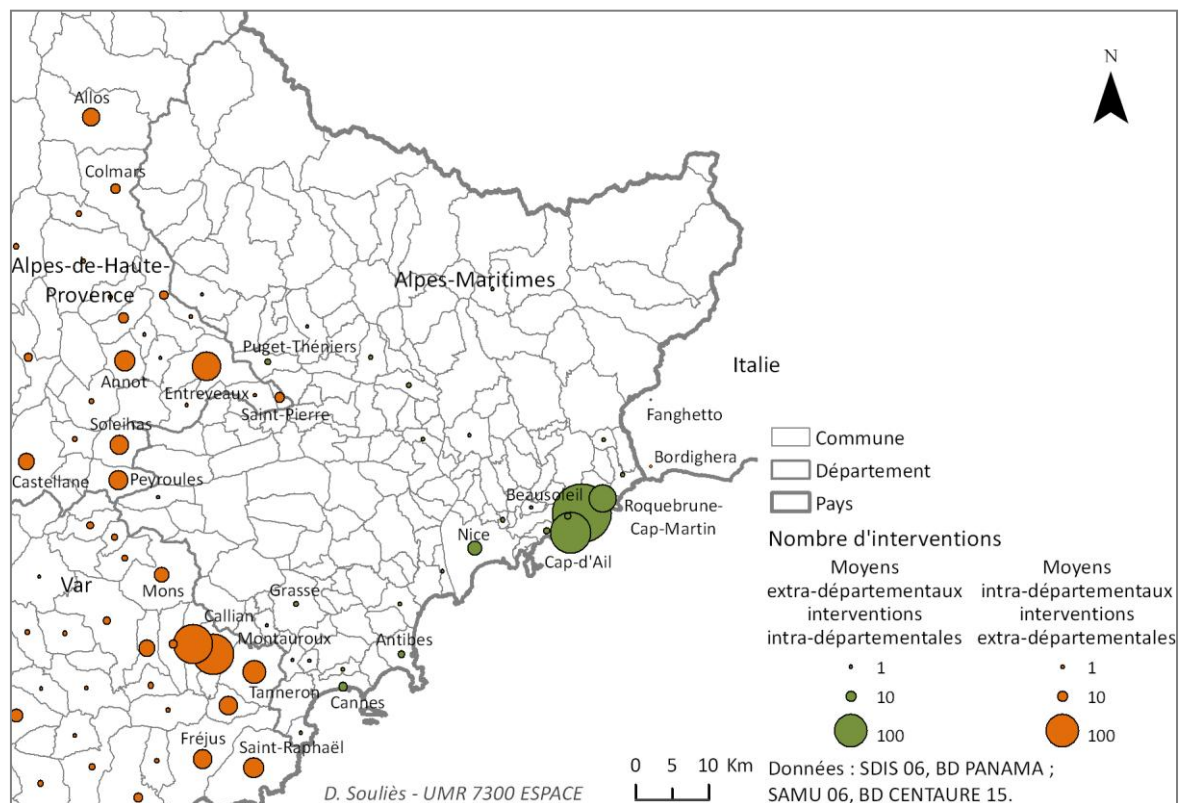 N
Allos
Colmars
Alpes-de-Haute-
Provence
Alpes-Maritimes
Puget-Théniers
Italie
Annot
Entreveaux
Saint-Pierre
Fanghetto
Soleihas
Commune
Bordighera
Castellane
Peyroules
Département
Beausoleil
Roquebrune-
Cap-Martin
Pays
Nice
Cap-d'Ail
Nombre d'interventions
Var
Mons
Grasse
Moyens
extra-départementaux
interventions
intra-départementales
Moyens
intra-départementaux
interventions
extra-départementales
Callian
Montauroux
Antibes
1
1
Tanneron
Cannes
10
10
Fréjus
Saint-Raphaël
100
100
0 5 10 Km
D. Souliès - UMR 7300 ESPACE
Données : SDIS 06, BD PANAMA ;
SAMU 06, BD CENTAURE 15.